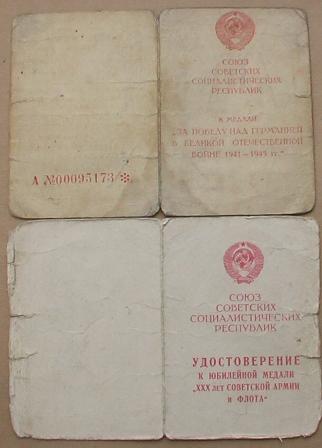 А №00095173 ✻.
СОЮЗ
СОВЕТСКИХ
СОЦИАЛИСТИЧЕСКИХ
РЕСПУБЛИК
К МЕДАЛИ
„ЗА ПОБЕДУ НАД ГЕРМАНИЕЙ
В ВЕЛИКОЙ ОТЕЧЕСТВЕННОЙ
ВОЙНЕ 1941–1945 гг."
СОЮЗ
СОВЕТСКИХ
СОЦИАЛИСТИЧЕСКИХ
РЕСПУБЛИК
УДОСТОВЕРЕНИЕ
К ЮБИЛЕЙНОЙ МЕДАЛИ
„XXX ЛЕТ СОВЕТСКОЙ АРМИИ
И ФЛОТА"